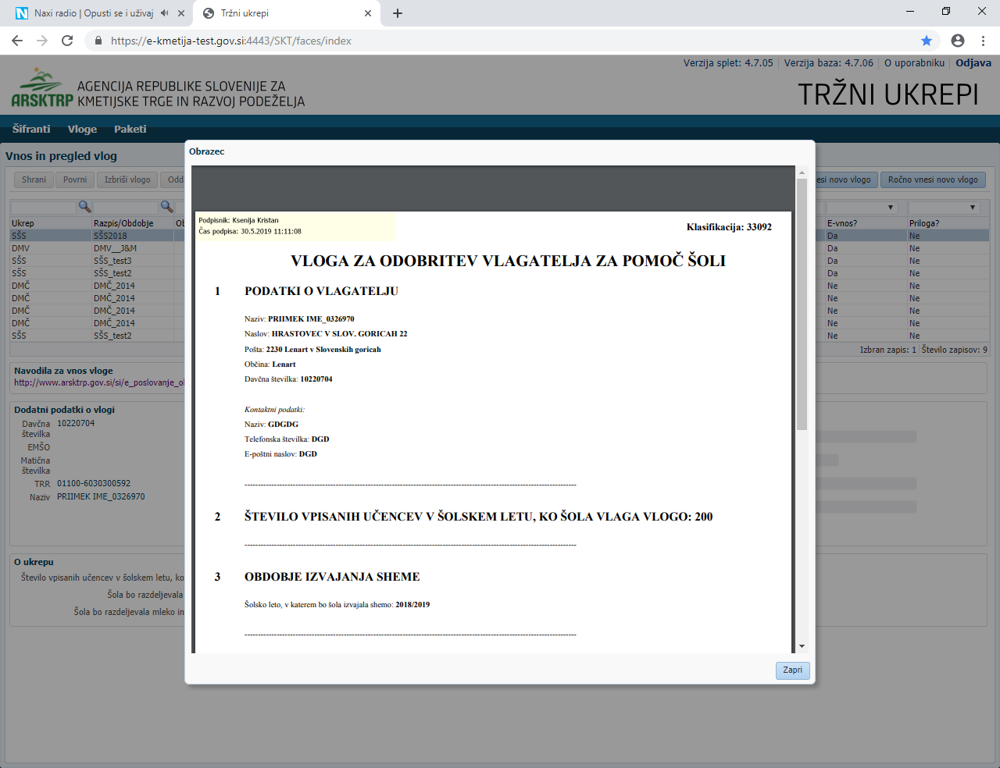 Naxi radio | Opusti se i uživaj
Tržni ukrepi
https://e-kmetija-test.gov.si:4443/SKT/faces/index
Verzija splet: 4.7.05 Verzija baza: 4.7.06 O uporabniku Odjava
ARSKTRP
AGENCIJA REPUBLIKE SLOVENIJE ZA
KMETIJSKE TRGE IN RAZVOJ PODEŽELJA
TRŽNI UKREPI
Šifranti Vloge Paketi
Vnos in pregled vlog
Shrani Povrni Izbriši vlogo Odd
esi novo vlogo Ročno vnesi novo vlogo
Ukrep Razpis/Obdobje Ob E-vnos? Priloga?
SŠS SŠS2018 Da Ne
DMV DMV__J&M Da Ne
SŠS SŠS_test3 Da Ne
SŠS SŠS_test2 Da Ne
DMČ DMČ_2014 Ne Ne
DMČ DMČ_2014 Ne Ne
DMČ DMČ_2014 Ne Ne
DMČ DMČ_2014 Ne Ne
SŠS SŠS_test2 Ne Ne
Izbran zapis: 1 Število zapisov: 9
Navodila za vnos vloge
http://www.arsktrp.gov.si/si/e_poslovanje_o
Dodatni podatki o vlogi
Davčna številka 10220704
EMŠO
Matična številka
TRR 01100-6030300592
Naziv PRIIMEK IME_0326970
O ukrepu
Število vpisanih učencev v šolskem letu, ko
Šola bo razdeljevala
Šola bo razdeljevala mleko in
Obrazec
Podpisnik: Ksenija Kristan
Čas podpisa: 30.5.2019 11:11:08
Klasifikacija: 33092
VLOGA ZA ODOBRITEV VLAGATELJA ZA POMOČ ŠOLI
1 PODATKI O VLAGATELJU
Naziv: PRIIMEK IME_0326970
Naslov: HRASTOVEC V SLOV. GORICAH 22
Pošta: 2230 Lenart v Slovenskih goricah
Občina: Lenart
Davčna številka: 10220704
Kontaktni podatki:
Naziv: GDGDG
Telefonska številka: DGD
E-poštni naslov: DGD
2 ŠTEVILO VPISANIH UČENCEV V ŠOLSKEM LETU, KO ŠOLA VLAGA VLOGO: 200
3 OBDOBJE IZVAJANJA SHEME
Šolsko leto, v katerem bo šola izvajala shemo: 2018/2019
Zapri